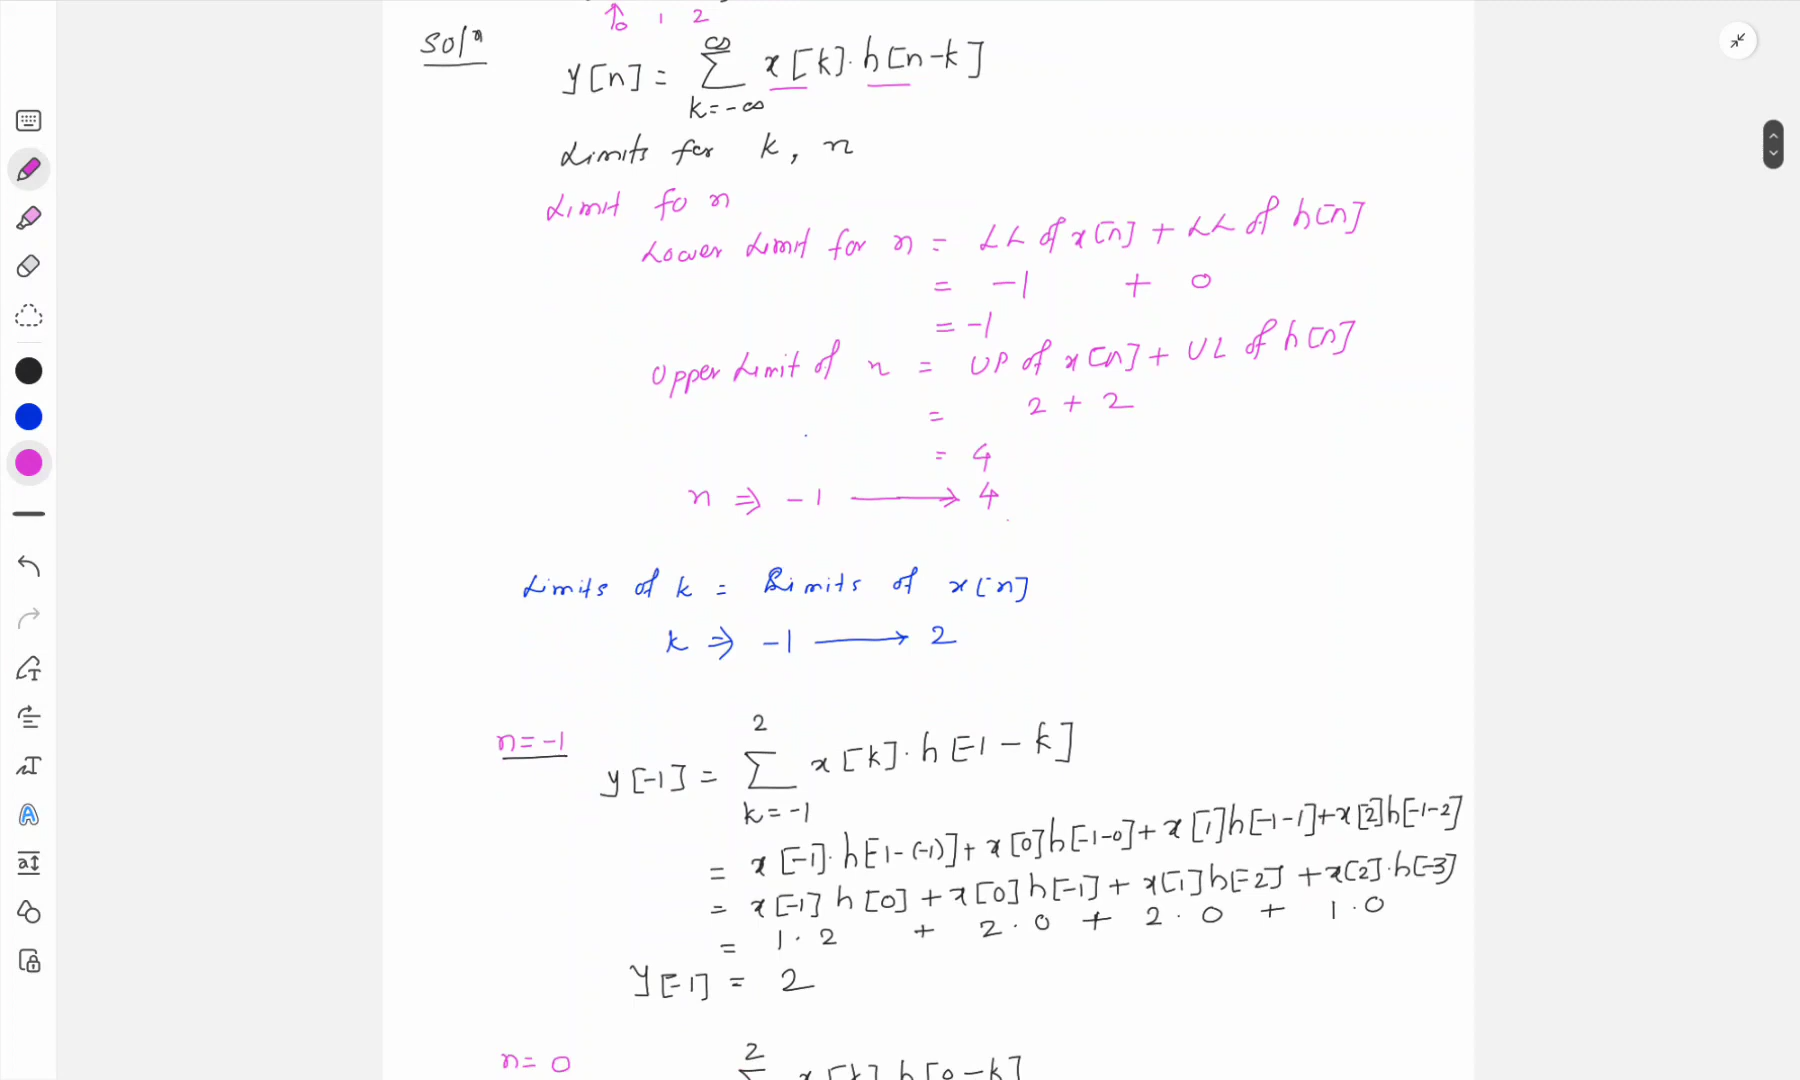 ↑0 1 2
Solⁿ
y[n] = ∑ x[k]· h[n-k]
∞
k=-∞
Limits for k, n
Limit fo n
Lower Limit for n = LL of x[n] + LL of h[n]
= -1 + 0
= -1
Upper Limit of n = UP of x[n] + UL of h[n]
= 2 + 2
= 4
n ⇒ -1 ⟶ 4
Limits of k = Limits of x[n]
k ⇒ -1 ⟶ 2
n=-1
2
y[-1] = ∑ x[k]· h[-1-k]
k=-1
= x[-1]· h[-1-(-1)] + x[0]h[-1-0] + x[1]h[-1-1] + x[2]h[-1-2]
= x[-1] h[0] + x[0] h[-1] + x[1]h[-2] + x[2]·h[-3]
= 1·2 + 2·0 + 2·0 + 1·0
y[-1] = 2
n= 0
2
∑ x[k] h[0-k]